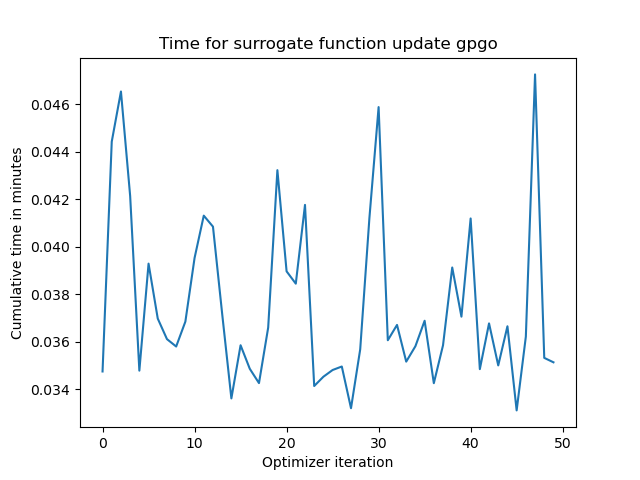 Time for surrogate function update gpgo
Cumulative time in minutes
0.046
0.044
0.042
0.040
0.038
0.036
0.034
0 10 20 30 40 50
Optimizer iteration